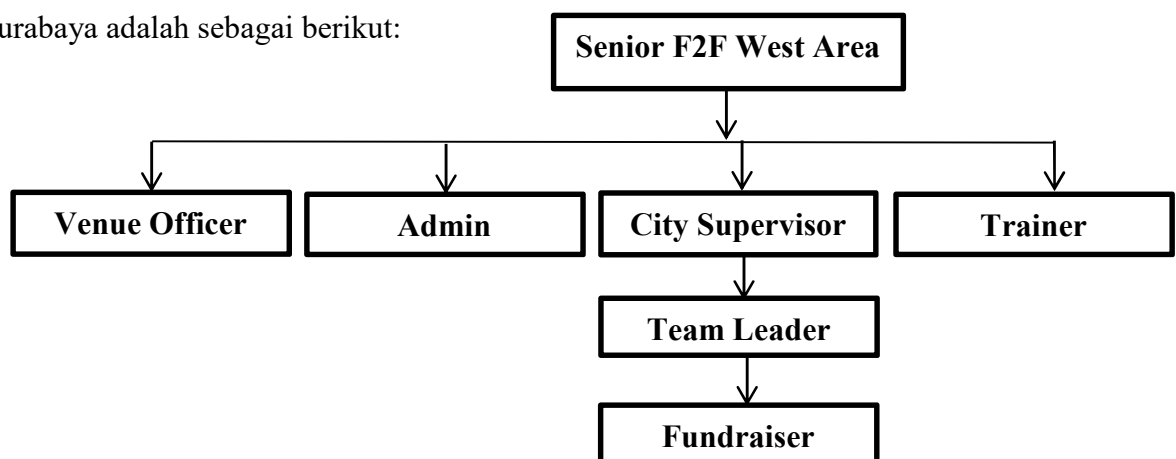 urabaya adalah sebagai berikut:
Senior F2F West Area
Venue Officer
Admin
City Supervisor
Trainer
Team Leader
Fundraiser